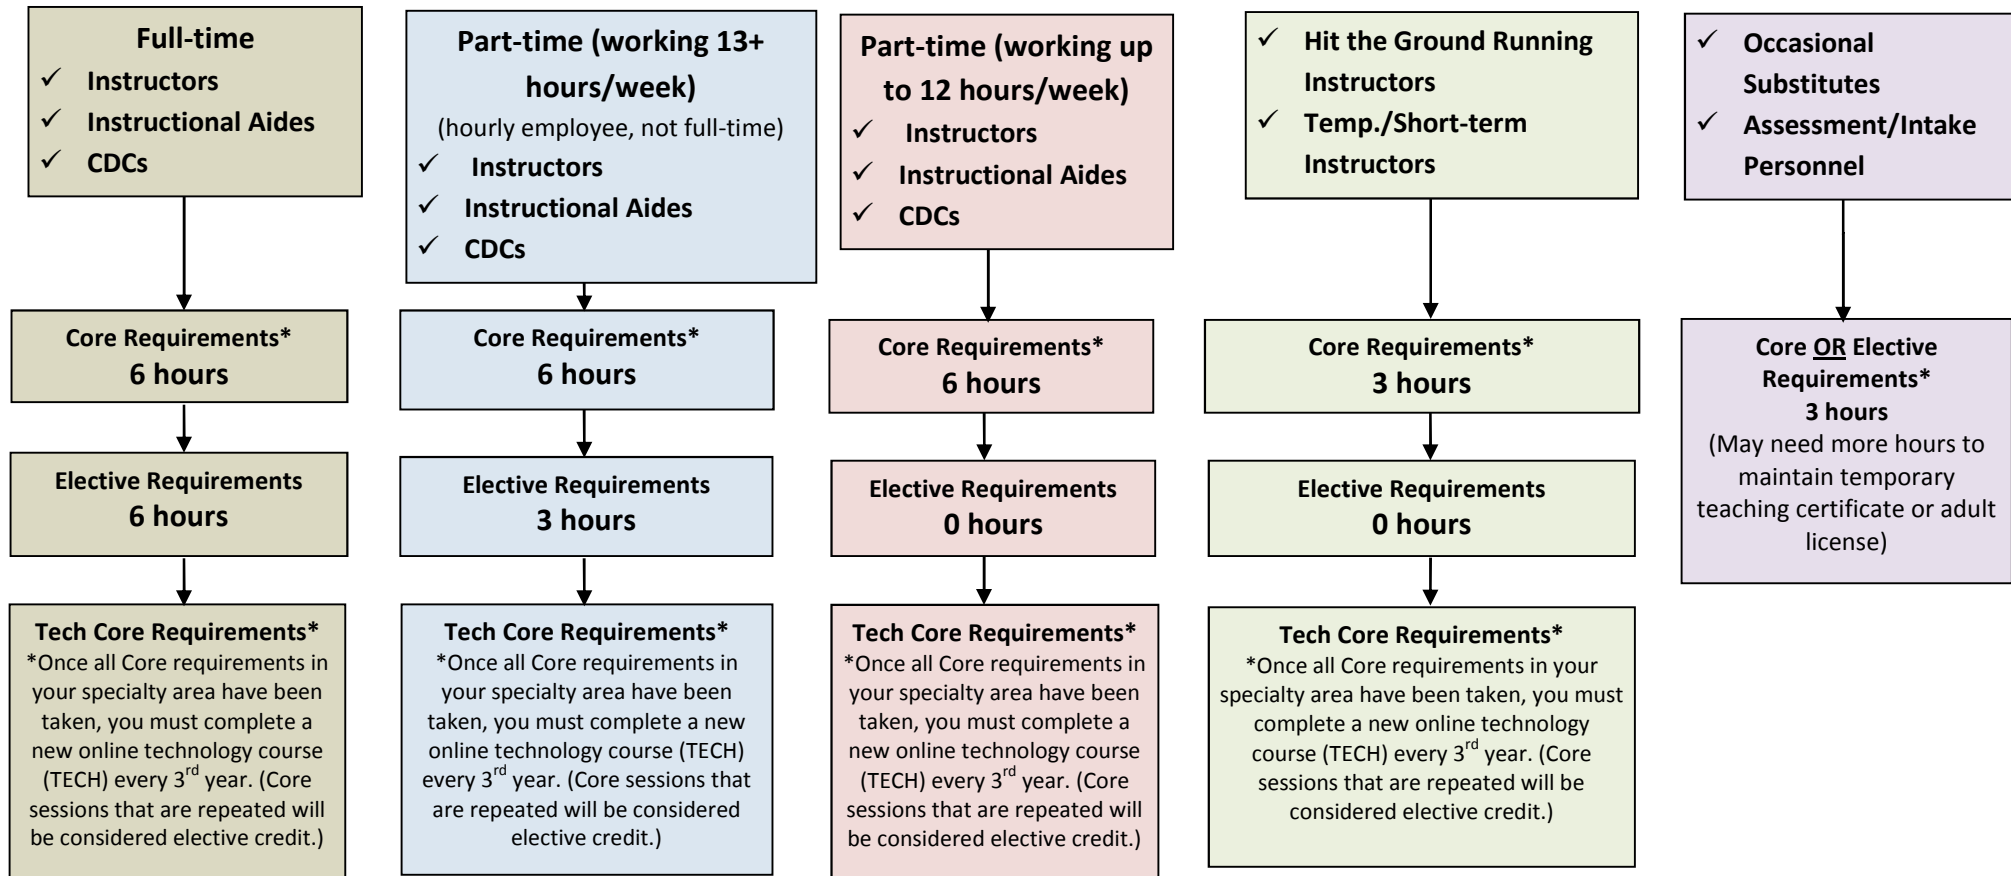 Full-time
✓ Instructors
✓ Instructional Aides
✓ CDCs
Core Requirements*
6 hours
Elective Requirements
6 hours
Tech Core Requirements*
*Once all Core requirements in
your specialty area have been
taken, you must complete a
new online technology course
(TECH) every 3rd year. (Core
sessions that are repeated will
be considered elective credit.)
Part-time (working 13+
hours/week)
(hourly employee, not full-time)
✓ Instructors
✓ Instructional Aides
✓ CDCs
Core Requirements*
6 hours
Elective Requirements
3 hours
Tech Core Requirements*
*Once all Core requirements in
your specialty area have been
taken, you must complete a new
online technology course (TECH)
every 3rd year. (Core sessions that
are repeated will be considered
elective credit.)
Part-time (working up
to 12 hours/week)
✓ Instructors
✓ Instructional Aides
✓ CDCs
Core Requirements*
6 hours
Elective Requirements
0 hours
Tech Core Requirements*
*Once all Core requirements in
your specialty area have been
taken, you must complete a
new online technology course
(TECH) every 3rd year. (Core
sessions that are repeated will
be considered elective credit.)
✓ Hit the Ground Running
Instructors
✓ Temp./Short-term
Instructors
Core Requirements*
3 hours
Elective Requirements
0 hours
Tech Core Requirements*
*Once all Core requirements in your
specialty area have been taken, you must
complete a new online technology
course (TECH) every 3rd year. (Core
sessions that are repeated will be
considered elective credit.)
✓ Occasional
Substitutes
✓ Assessment/Intake
Personnel
Core OR Elective
Requirements*
3 hours
(May need more hours to
maintain temporary
teaching certificate or adult
license)